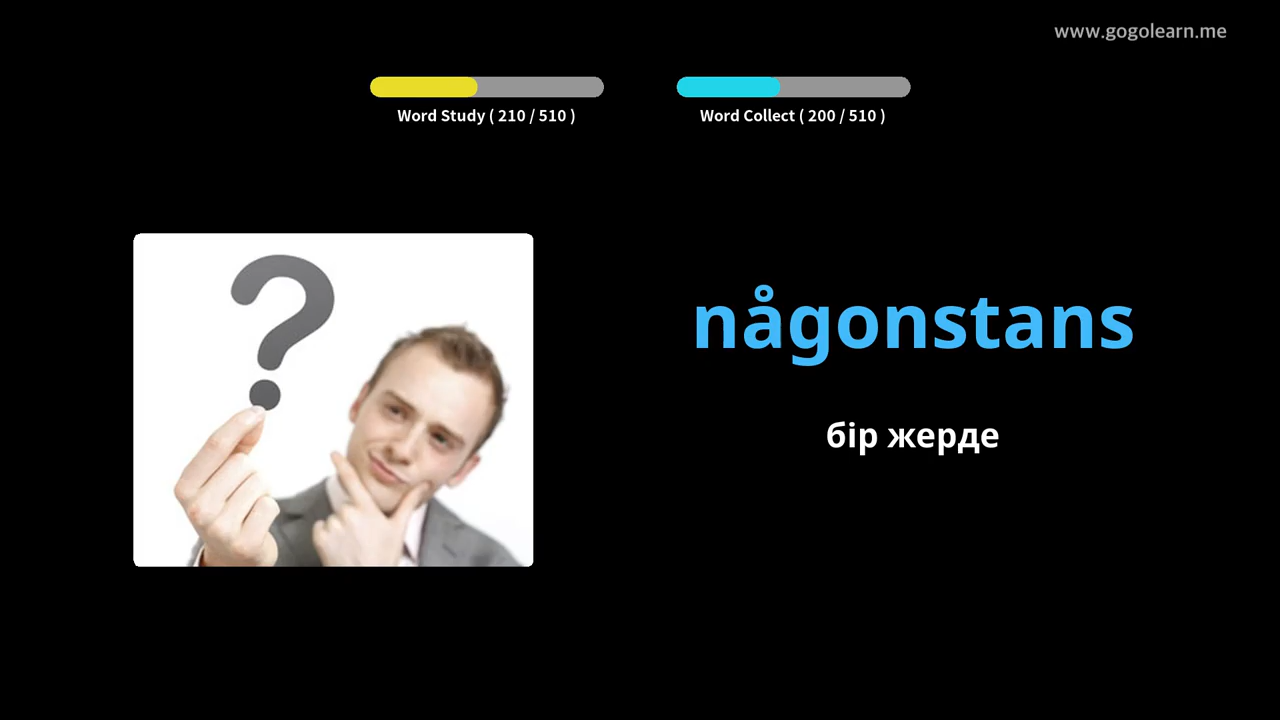 www.gogolearn.me
Word Study ( 210 / 510 )
Word Collect ( 200 / 510 )
någonstans
бір жерде